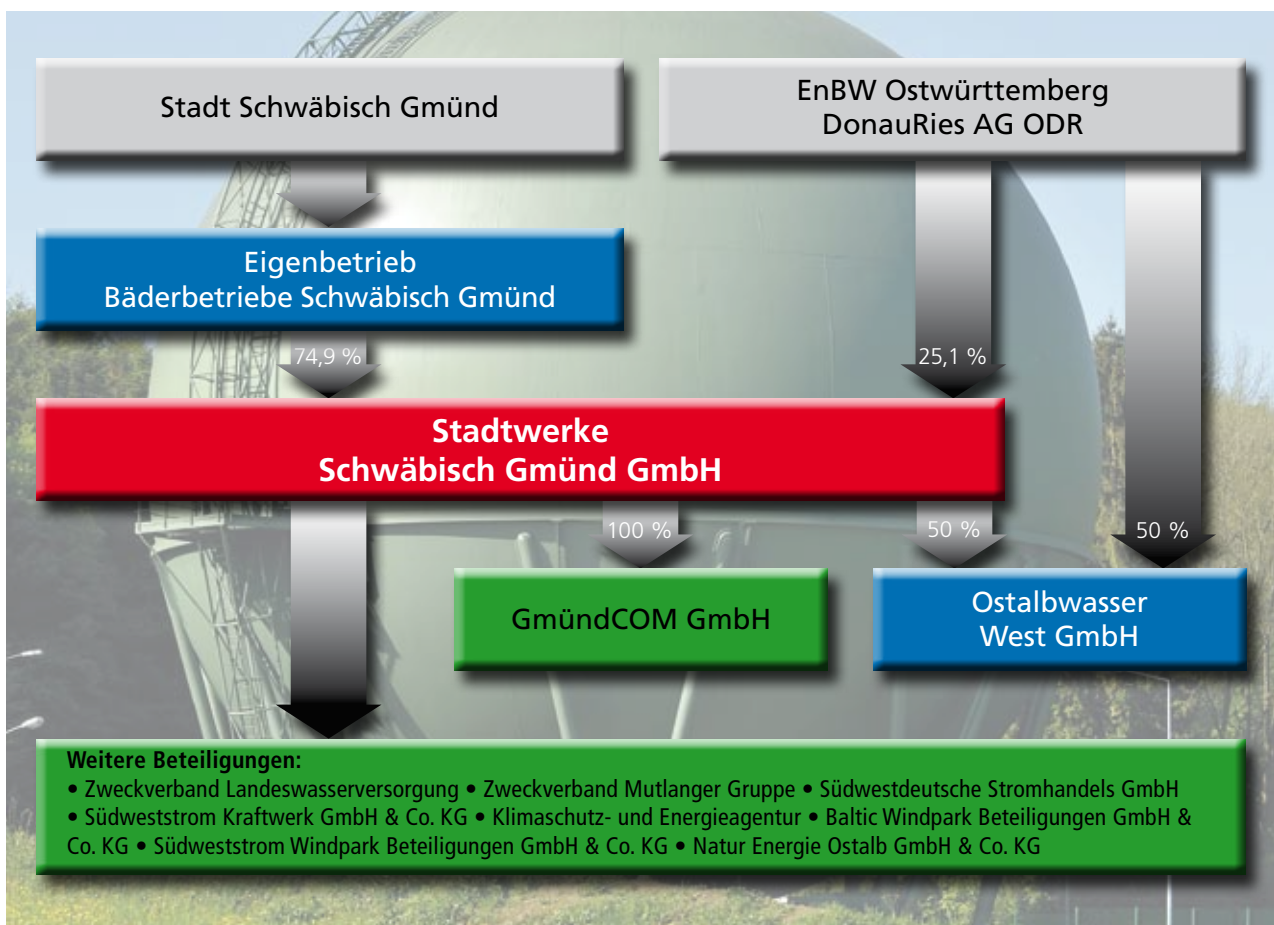 Stadt Schwäbisch Gmünd
EnBW Ostwürttemberg
DonauRies AG ODR
Eigenbetrieb
Bäderbetriebe Schwäbisch Gmünd
74,9 %
25,1 %
Stadtwerke
Schwäbisch Gmünd GmbH
100 %
50 %
50 %
GmündCOM GmbH
Ostalbwasser
West GmbH
Weitere Beteiligungen:
• Zweckverband Landeswasserversorgung • Zweckverband Mutlanger Gruppe • Südwestdeutsche Stromhandels GmbH
• Südweststrom Kraftwerk GmbH & Co. KG • Klimaschutz- und Energieagentur • Baltic Windpark Beteiligungen GmbH &
Co. KG • Südweststrom Windpark Beteiligungen GmbH & Co. KG • Natur Energie Ostalb GmbH & Co. KG